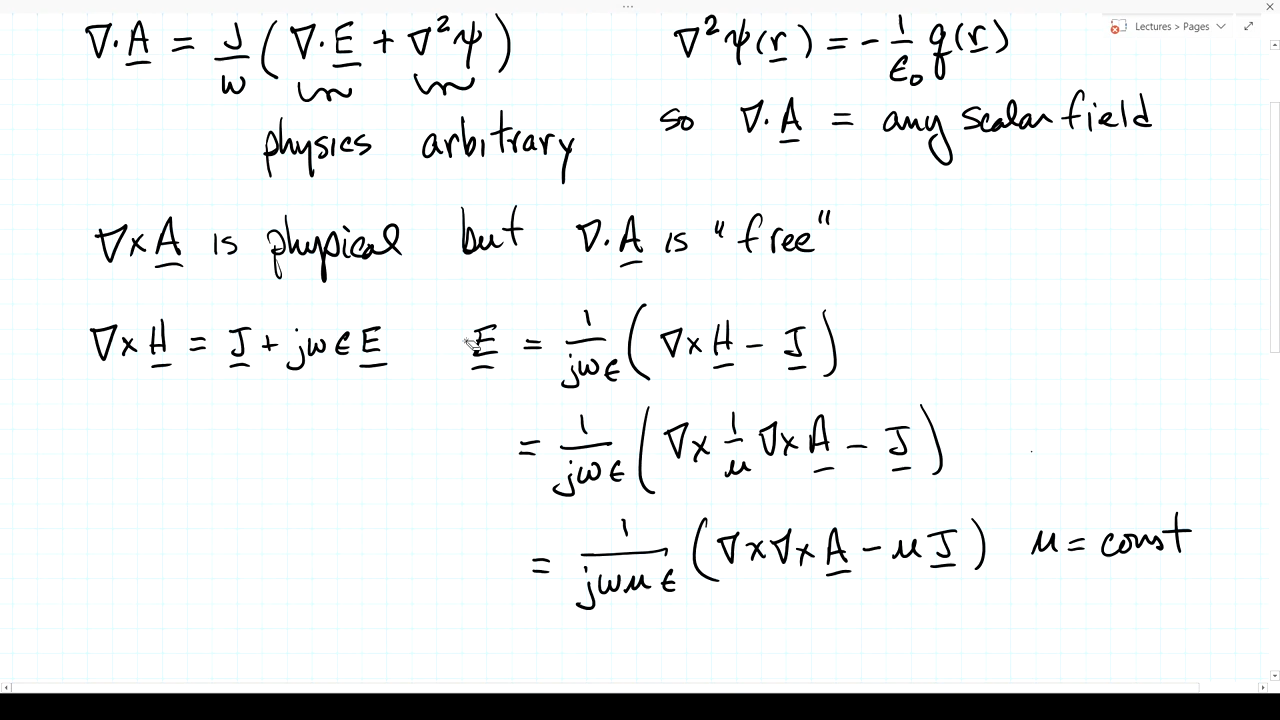 ∇·A = j/ω (∇·E + ∇²ψ) ∇²ψ(r) = -1/ε₀ q(r)
physics arbitrary so ∇·A = any scalar field
∇×A is physical but ∇·A is "free"
∇×H = J + jωϵE E = 1/jωϵ (∇×H - J)
= 1/jωϵ (∇× 1/μ ∇×A - J)
= 1/jωμϵ (∇×∇×A - μJ) μ = const
Lectures > Pages